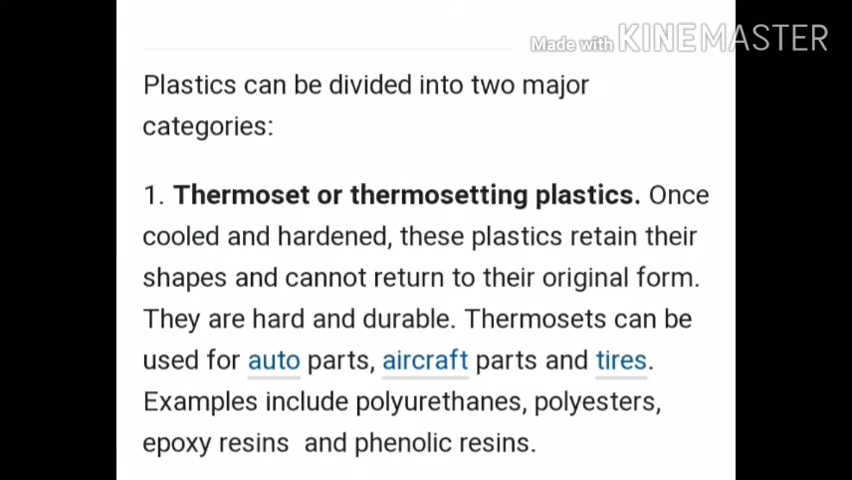 Made with KINEMASTER
Plastics can be divided into two major
categories:
1. Thermoset or thermosetting plastics. Once
cooled and hardened, these plastics retain their
shapes and cannot return to their original form.
They are hard and durable. Thermosets can be
used for auto parts, aircraft parts and tires.
Examples include polyurethanes, polyesters,
epoxy resins and phenolic resins.